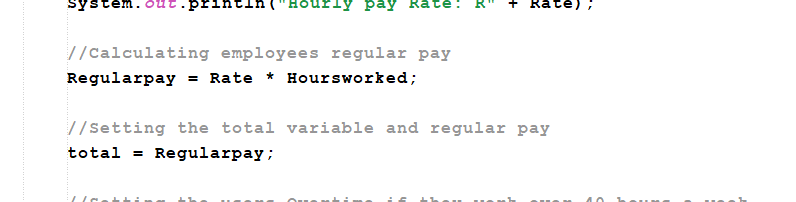 System.out.println("Hourly pay Rate: R" + Rate);
//Calculating employees regular pay
Regularpay = Rate * Hoursworked;
//Setting the total variable and regular pay
total = Regularpay;
//Setting the users Overtime if they work over 40 hours a week